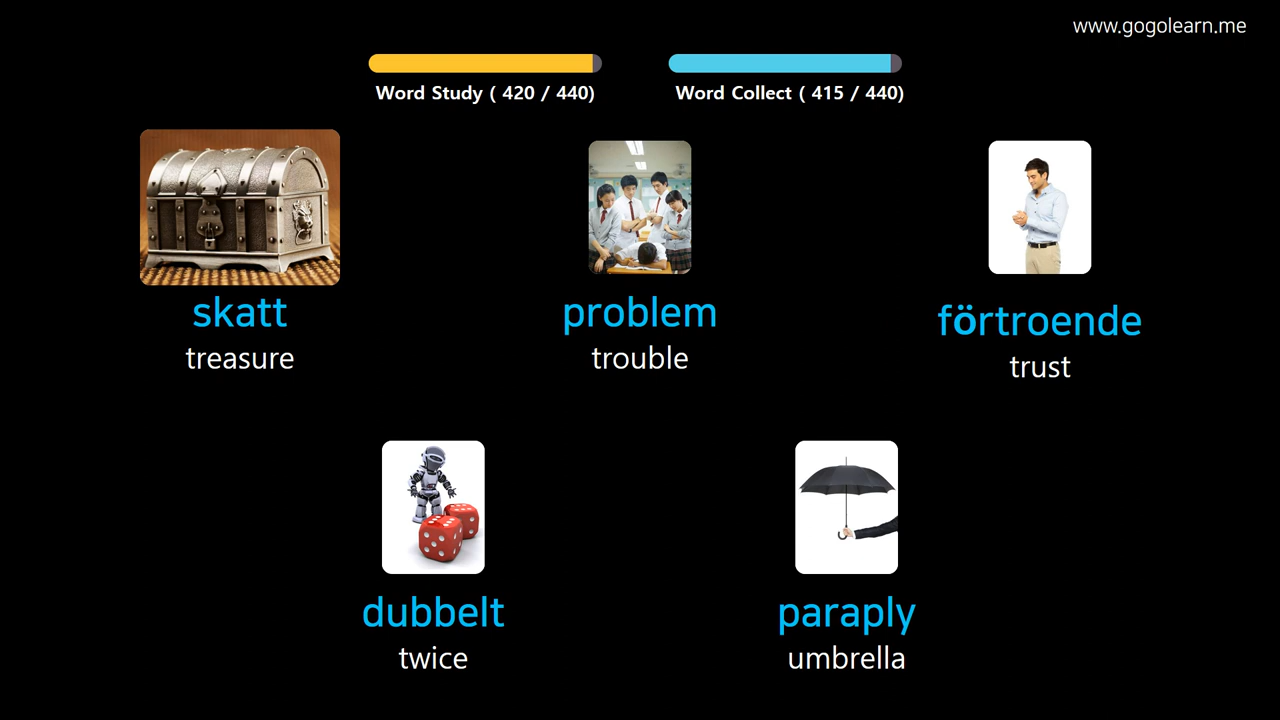 www.gogolearn.me
Word Study ( 420 / 440)
Word Collect ( 415 / 440)
skatt
treasure
problem
trouble
förtroende
trust
dubbelt
twice
paraply
umbrella